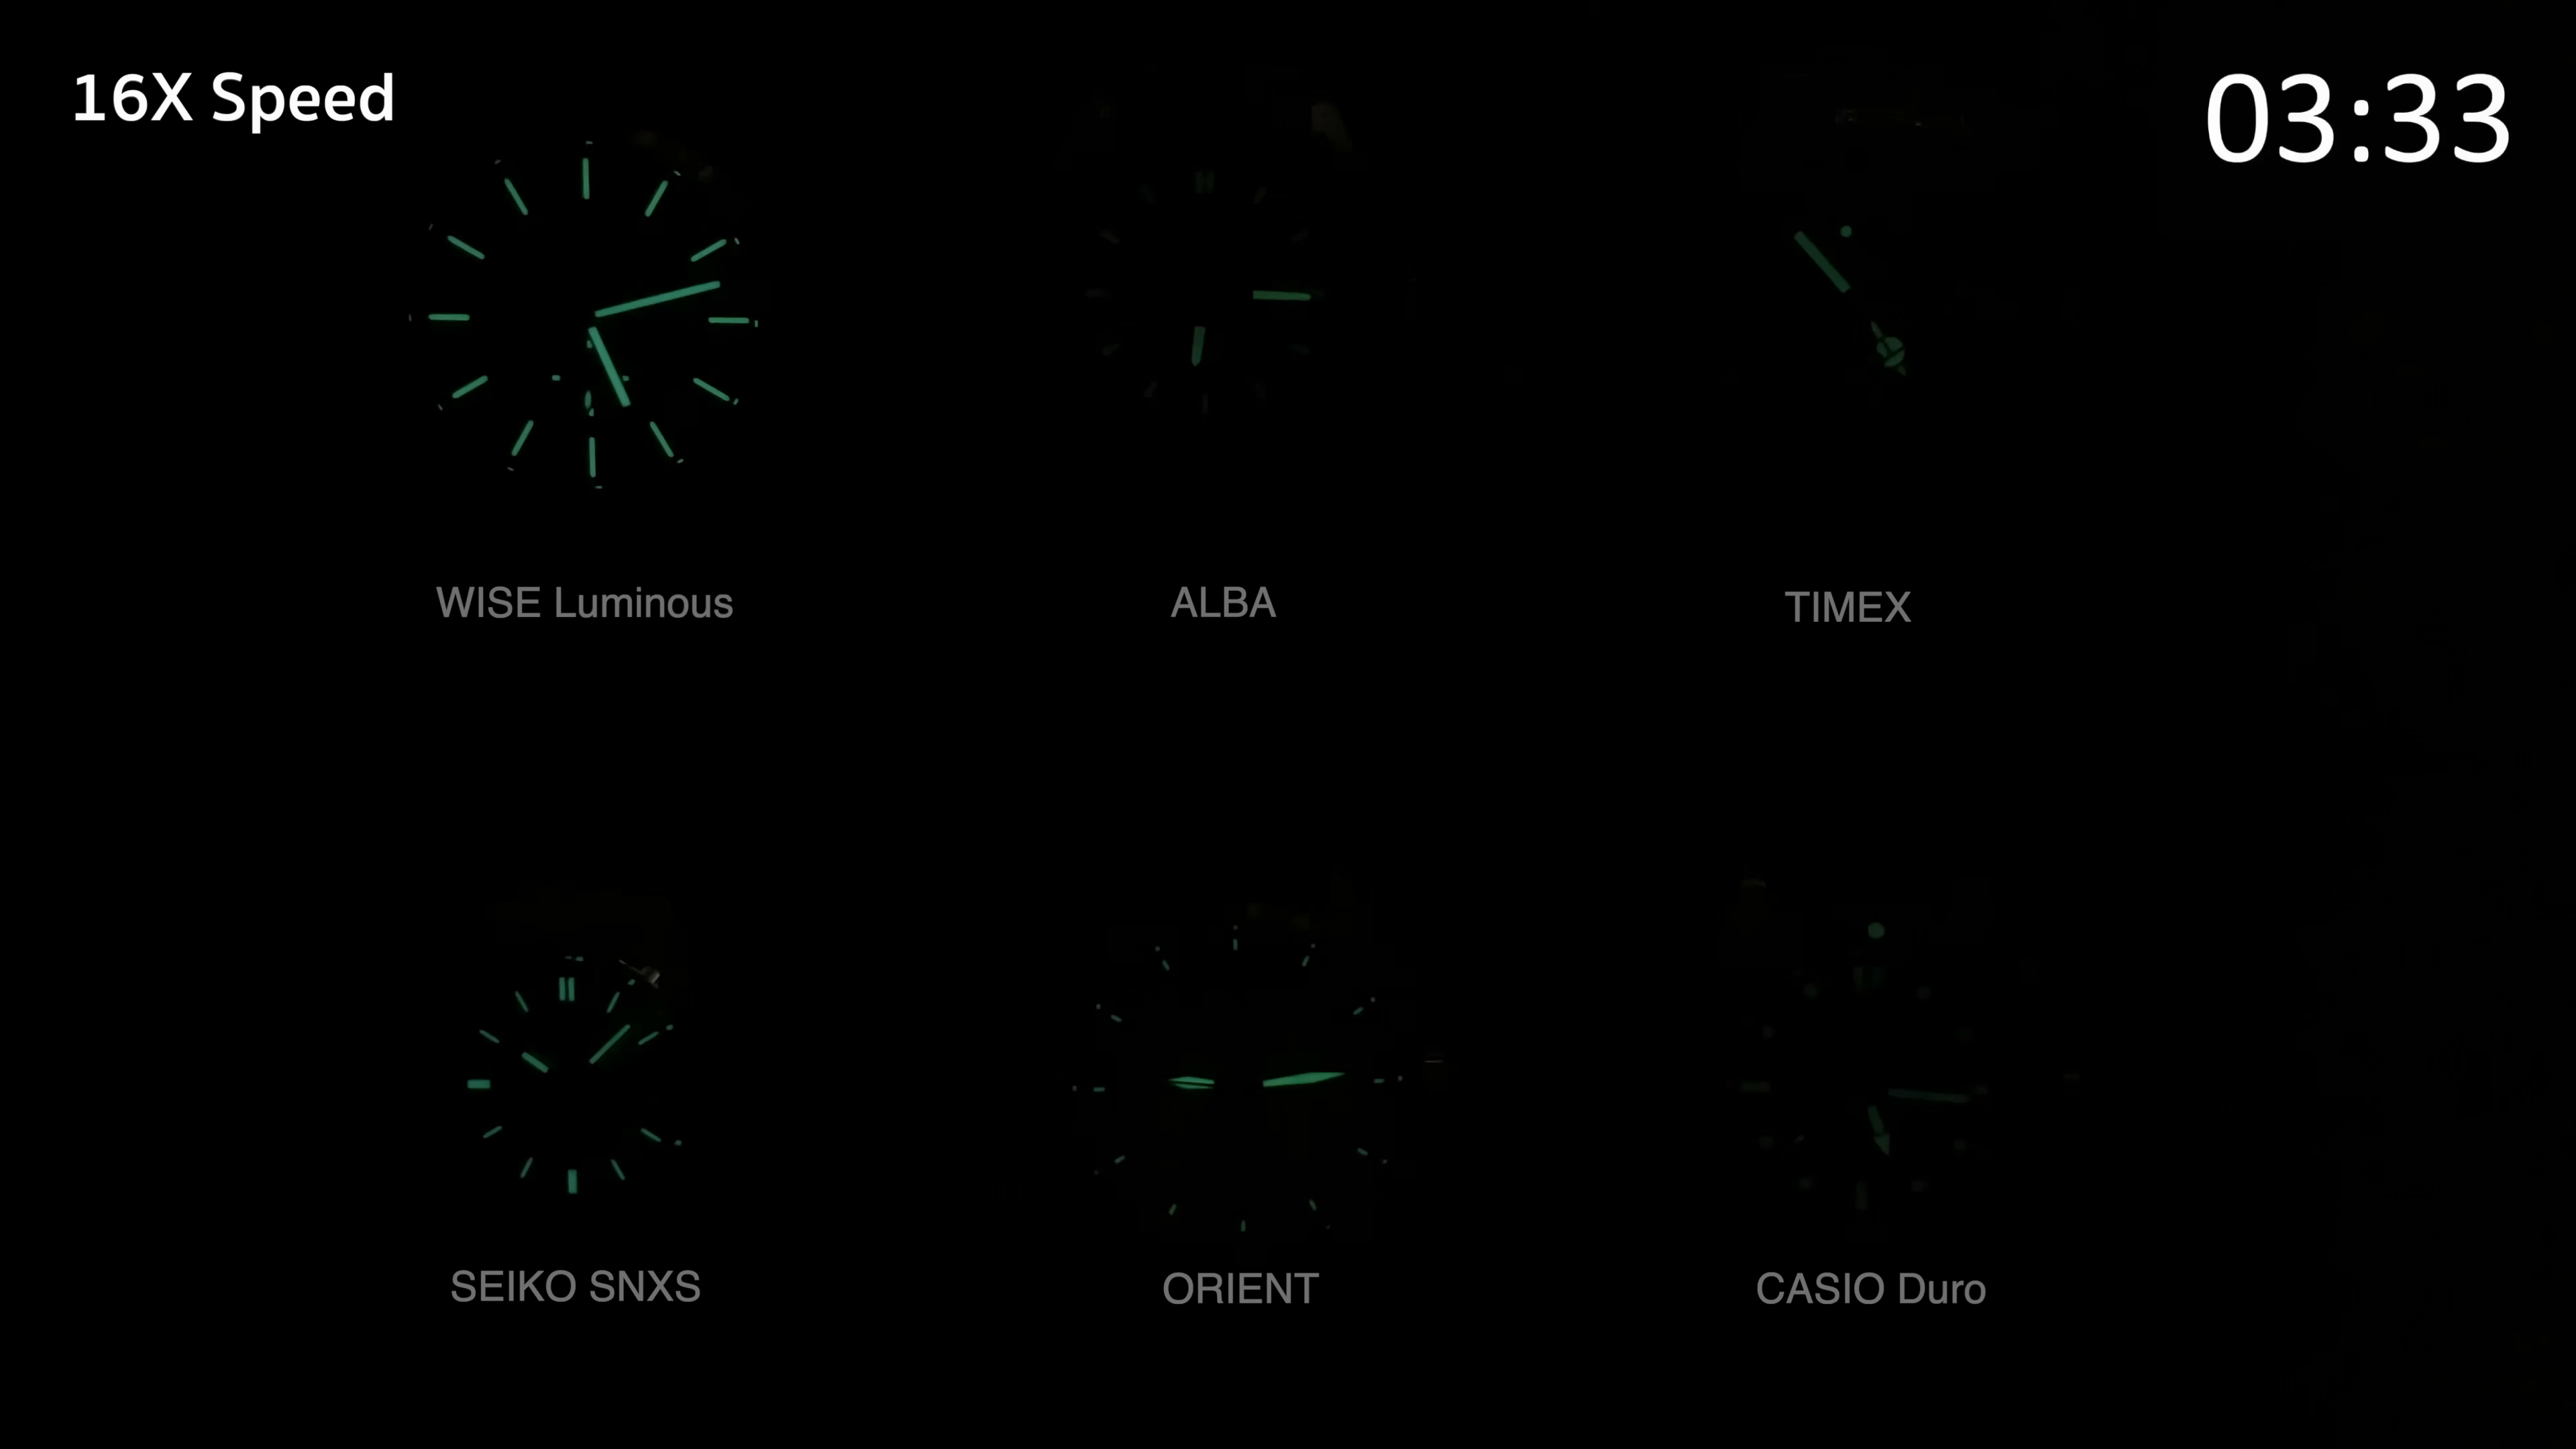 16X Speed
03:33
WISE Luminous
ALBA
TIMEX
SEIKO SNXS
ORIENT
CASIO Duro